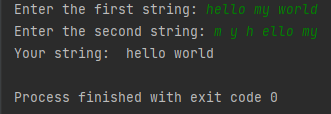 Enter the first string: hello my world
Enter the second string: m y h ello my
Your string:  hello world
Process finished with exit code 0